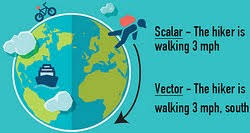 Scalar – The hiker is
walking 3 mph
Vector – The hiker is
walking 3 mph, south